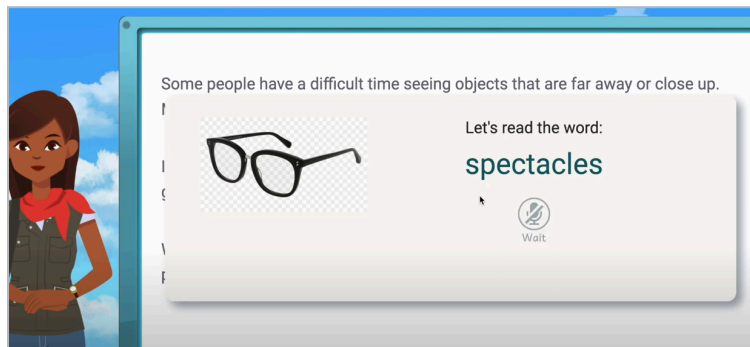 Some people have a difficult time seeing objects that are far away or close up.
Let's read the word:
spectacles
Wait